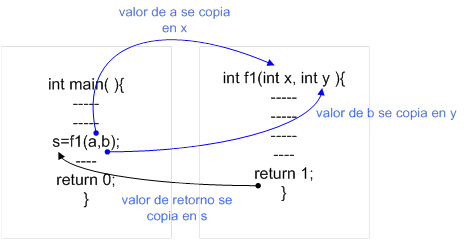 valor de a se copia
en x
int main( ){
-----
-----
s=f1(a,b);
----
return 0;
}
int f1(int x, int y ){
-----
-----
-----
----
return 1;
}
valor de b se copia en y
valor de retorno se
copia en s